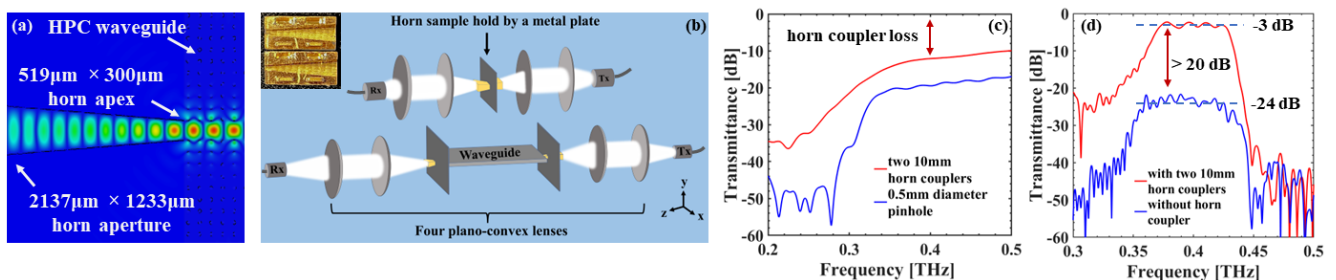 (a)
HPC waveguide
519μm × 300μm
horn apex
2137μm × 1233μm
horn aperture
Horn sample hold by a metal plate
(b)
Rx
Tx
Rx
Waveguide
Tx
y
z
x
Four plano-convex lenses
(c)
Transmittance [dB]
0
-10
-20
-30
-40
-50
-60
horn coupler loss
two 10mm
horn couplers
0.5mm diameter
pinhole
0.2
0.3
0.4
0.5
Frequency [THz]
(d)
Transmittance [dB]
0
-10
-20
-30
-40
-50
-60
-3 dB
> 20 dB
-24 dB
with two 10mm
horn couplers
without horn
coupler
0.3
0.35
0.4
0.45
0.5
Frequency [THz]